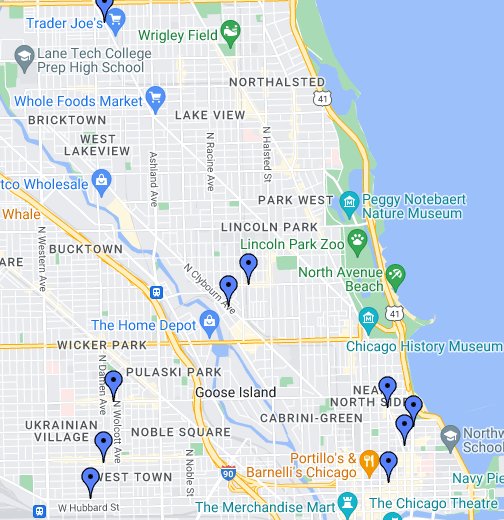 Trader Joe's
Wrigley Field
Lane Tech College
Prep High School
NORTHALSTED
41
Whole Foods Market
LAKE VIEW
BRICKTOWN
WEST
LAKEVIEW
N Racine Ave
N Halsted St
Ashland Ave
tco Wholesale
PARK WEST
Peggy Notebaert
Nature Museum
Whale
LINCOLN PARK
N Western Ave
BUCKTOWN
Lincoln Park Zoo
ARE
North Avenue
Beach
N Clybourn Ave
41
The Home Depot
WICKER PARK
Chicago History Museum
N Damen Ave
PULASKI PARK
Goose Island
NEA
NORTH SIDE
N Wolcott Ave
CABRINI-GREEN
UKRAINIAN
VILLAGE
NOBLE SQUARE
Northw
School
N Noble St
Portillo's &
Barnelli's Chicago
90
WEST TOWN
Navy Pie
W Hubbard St
The Merchandise Mart
The Chicago Theatre